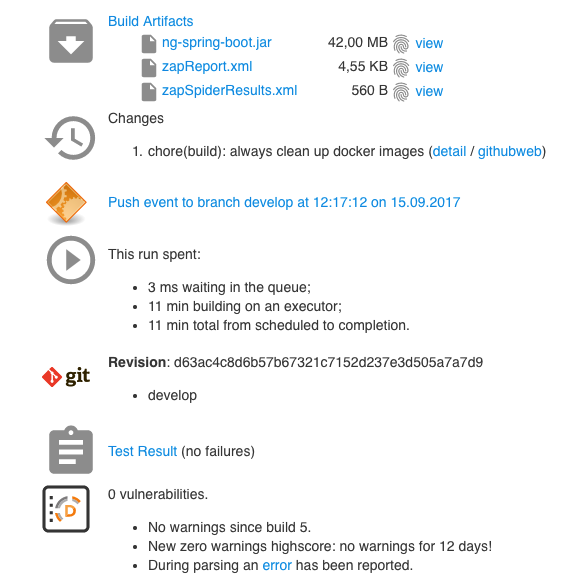 Build Artifacts
ng-spring-boot.jar 42,00 MB view
zapReport.xml 4,55 KB view
zapSpiderResults.xml 560 B view
Changes
1. chore(build): always clean up docker images (detail / githubweb)
Push event to branch develop at 12:17:12 on 15.09.2017
This run spent:
• 3 ms waiting in the queue;
• 11 min building on an executor;
• 11 min total from scheduled to completion.
git
Revision: d63ac4c8d6b57b67321c7152d237e3d505a7a7d9
• develop
Test Result (no failures)
D
0 vulnerabilities.
• No warnings since build 5.
• New zero warnings highscore: no warnings for 12 days!
• During parsing an error has been reported.